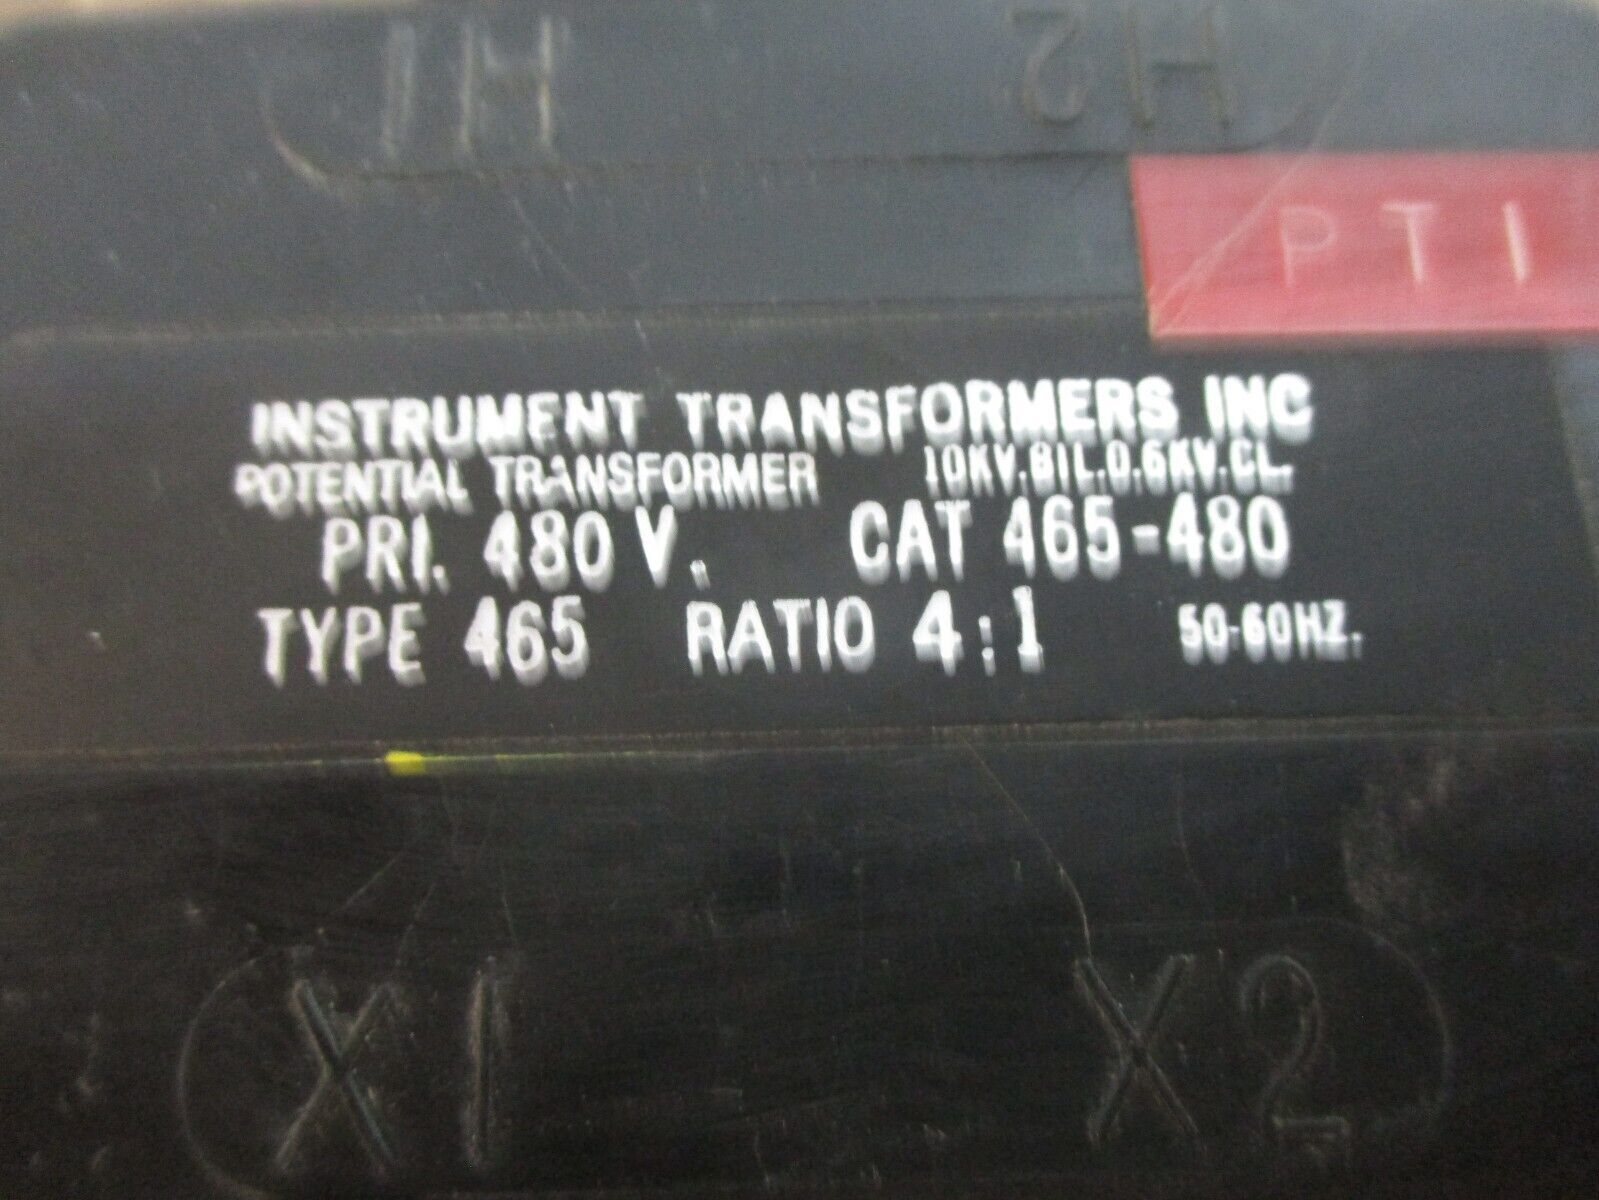 H1
H2
PT1
INSTRUMENT TRANSFORMERS INC
POTENTIAL TRANSFORMER 10KV.BIL.0.6KV.CL.
PRI. 480 V. CAT 465-480
TYPE 465 RATIO 4:1 50-60HZ.
X1
X2